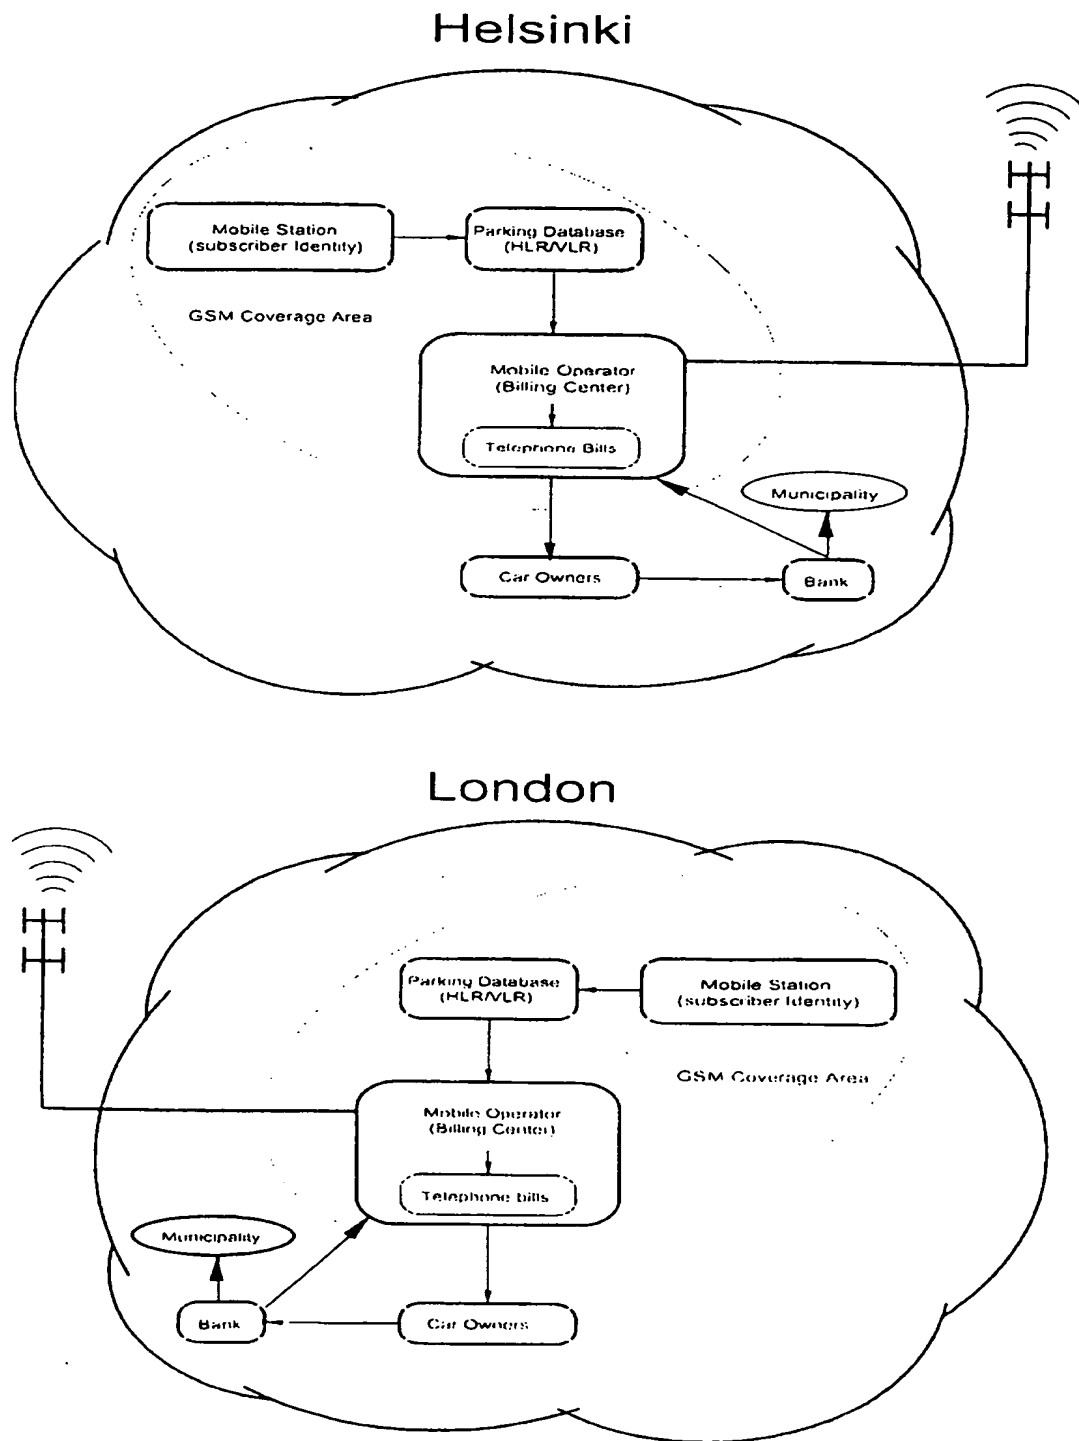 Helsinki
Mobile Station
(subscriber Identity)
Parking Database
(HLR/VLR)
GSM Coverage Area
Mobile Operator
(Billing Center)
Telephone Bills
Municipality
Car Owners
Bank
London
Parking Database
(HLR/VLR)
Mobile Station
(subscriber Identity)
GSM Coverage Area
Mobile Operator
(Billing Center)
Telephone bills
Municipality
Bank
Car Owners